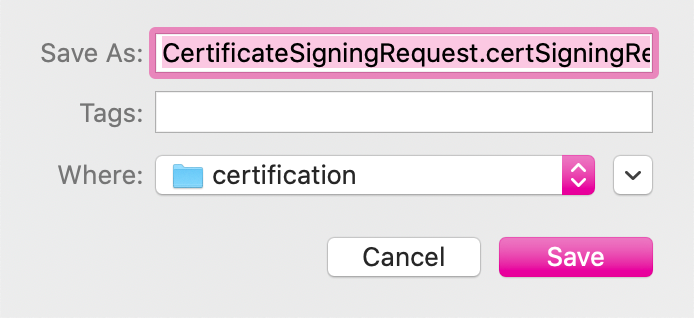 Save As: CertificateSigningRequest.certSigningRe
Tags:
Where: certification
Cancel Save